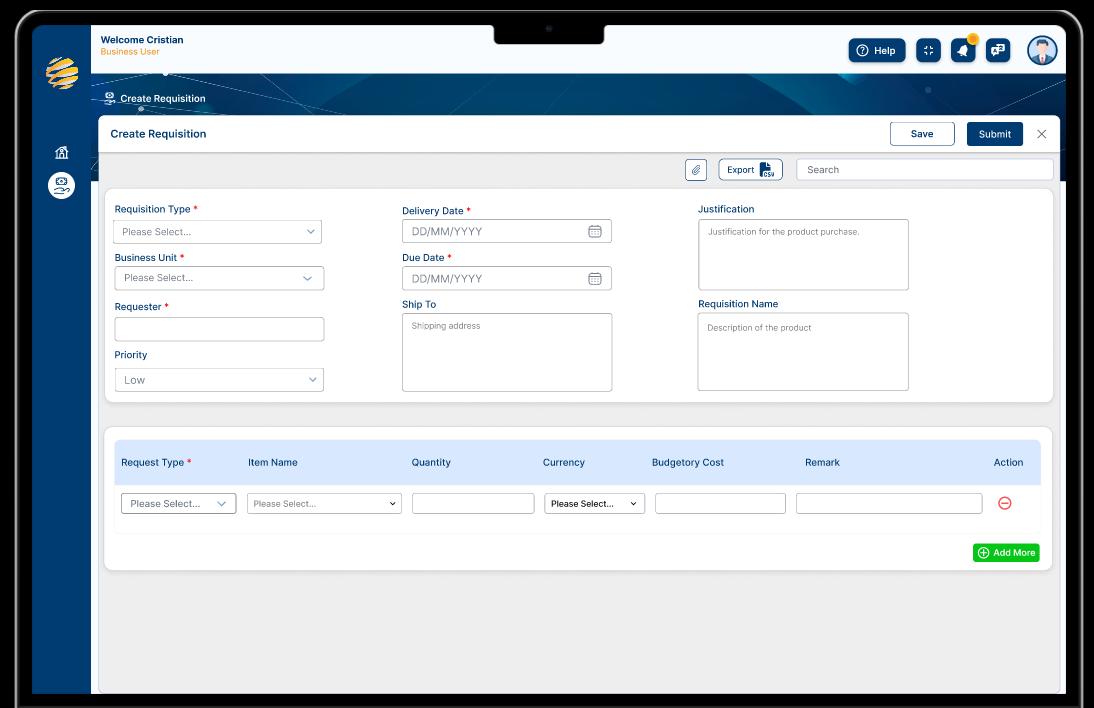 Welcome Cristian
Business User
Help
Create Requisition
Create Requisition
Save
Submit
Export
CSV
Search
Requisition Type *
Please Select...
Business Unit *
Please Select...
Requester *
Priority
Low
Delivery Date *
DD/MM/YYYY
Due Date *
DD/MM/YYYY
Ship To
Shipping address
Justification
Justification for the product purchase.
Requisition Name
Description of the product
Request Type * Item Name Quantity Currency Budgetory Cost Remark Action
Please Select... Please Select... Please Select...
Add More